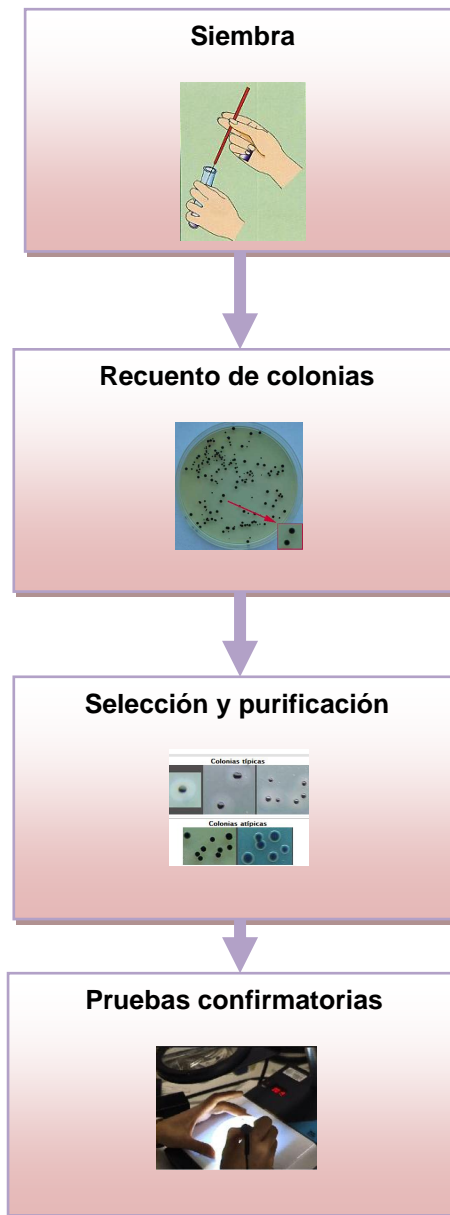 Siembra
Recuento de colonias
Selección y purificación
Colonias típicas
Colonias atípicas
Pruebas confirmatorias